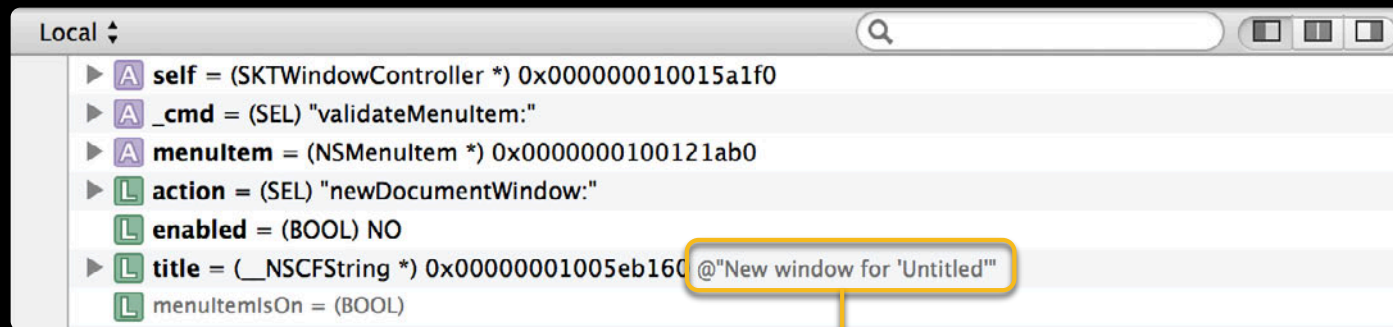 Local
A self = (SKTWindowController *) 0x000000010015a1f0
A _cmd = (SEL) "validateMenuItem:"
A menuItem = (NSMenuItem *) 0x0000000100121ab0
L action = (SEL) "newDocumentWindow:"
L enabled = (BOOL) NO
L title = (__NSCFString *) 0x00000001005eb160 @"New window for 'Untitled'"
L menuItemIsOn = (BOOL)